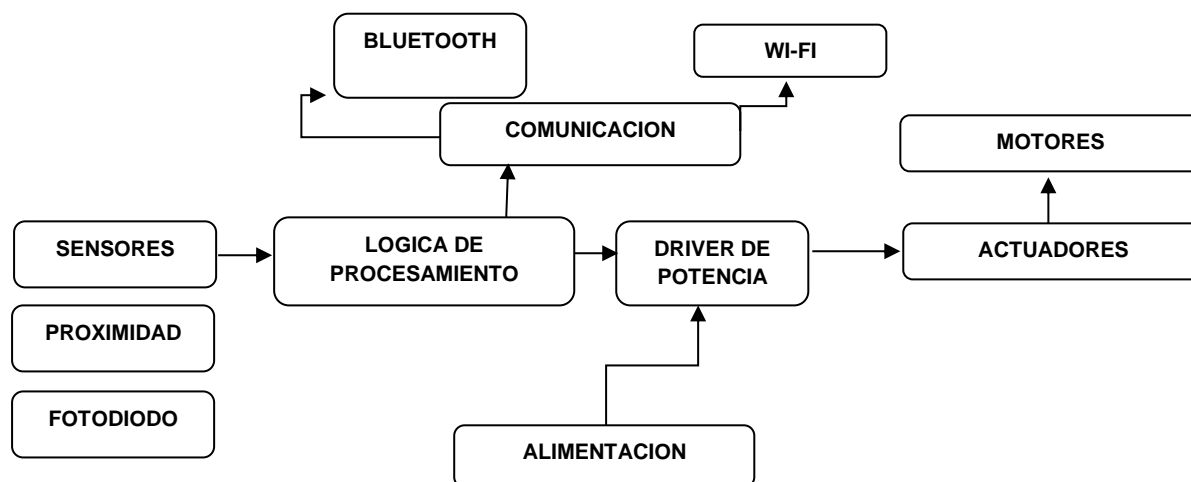 BLUETOOTH
WI-FI
COMUNICACION
MOTORES
SENSORES
LOGICA DE
PROCESAMIENTO
DRIVER DE
POTENCIA
ACTUADORES
PROXIMIDAD
FOTODIODO
ALIMENTACION